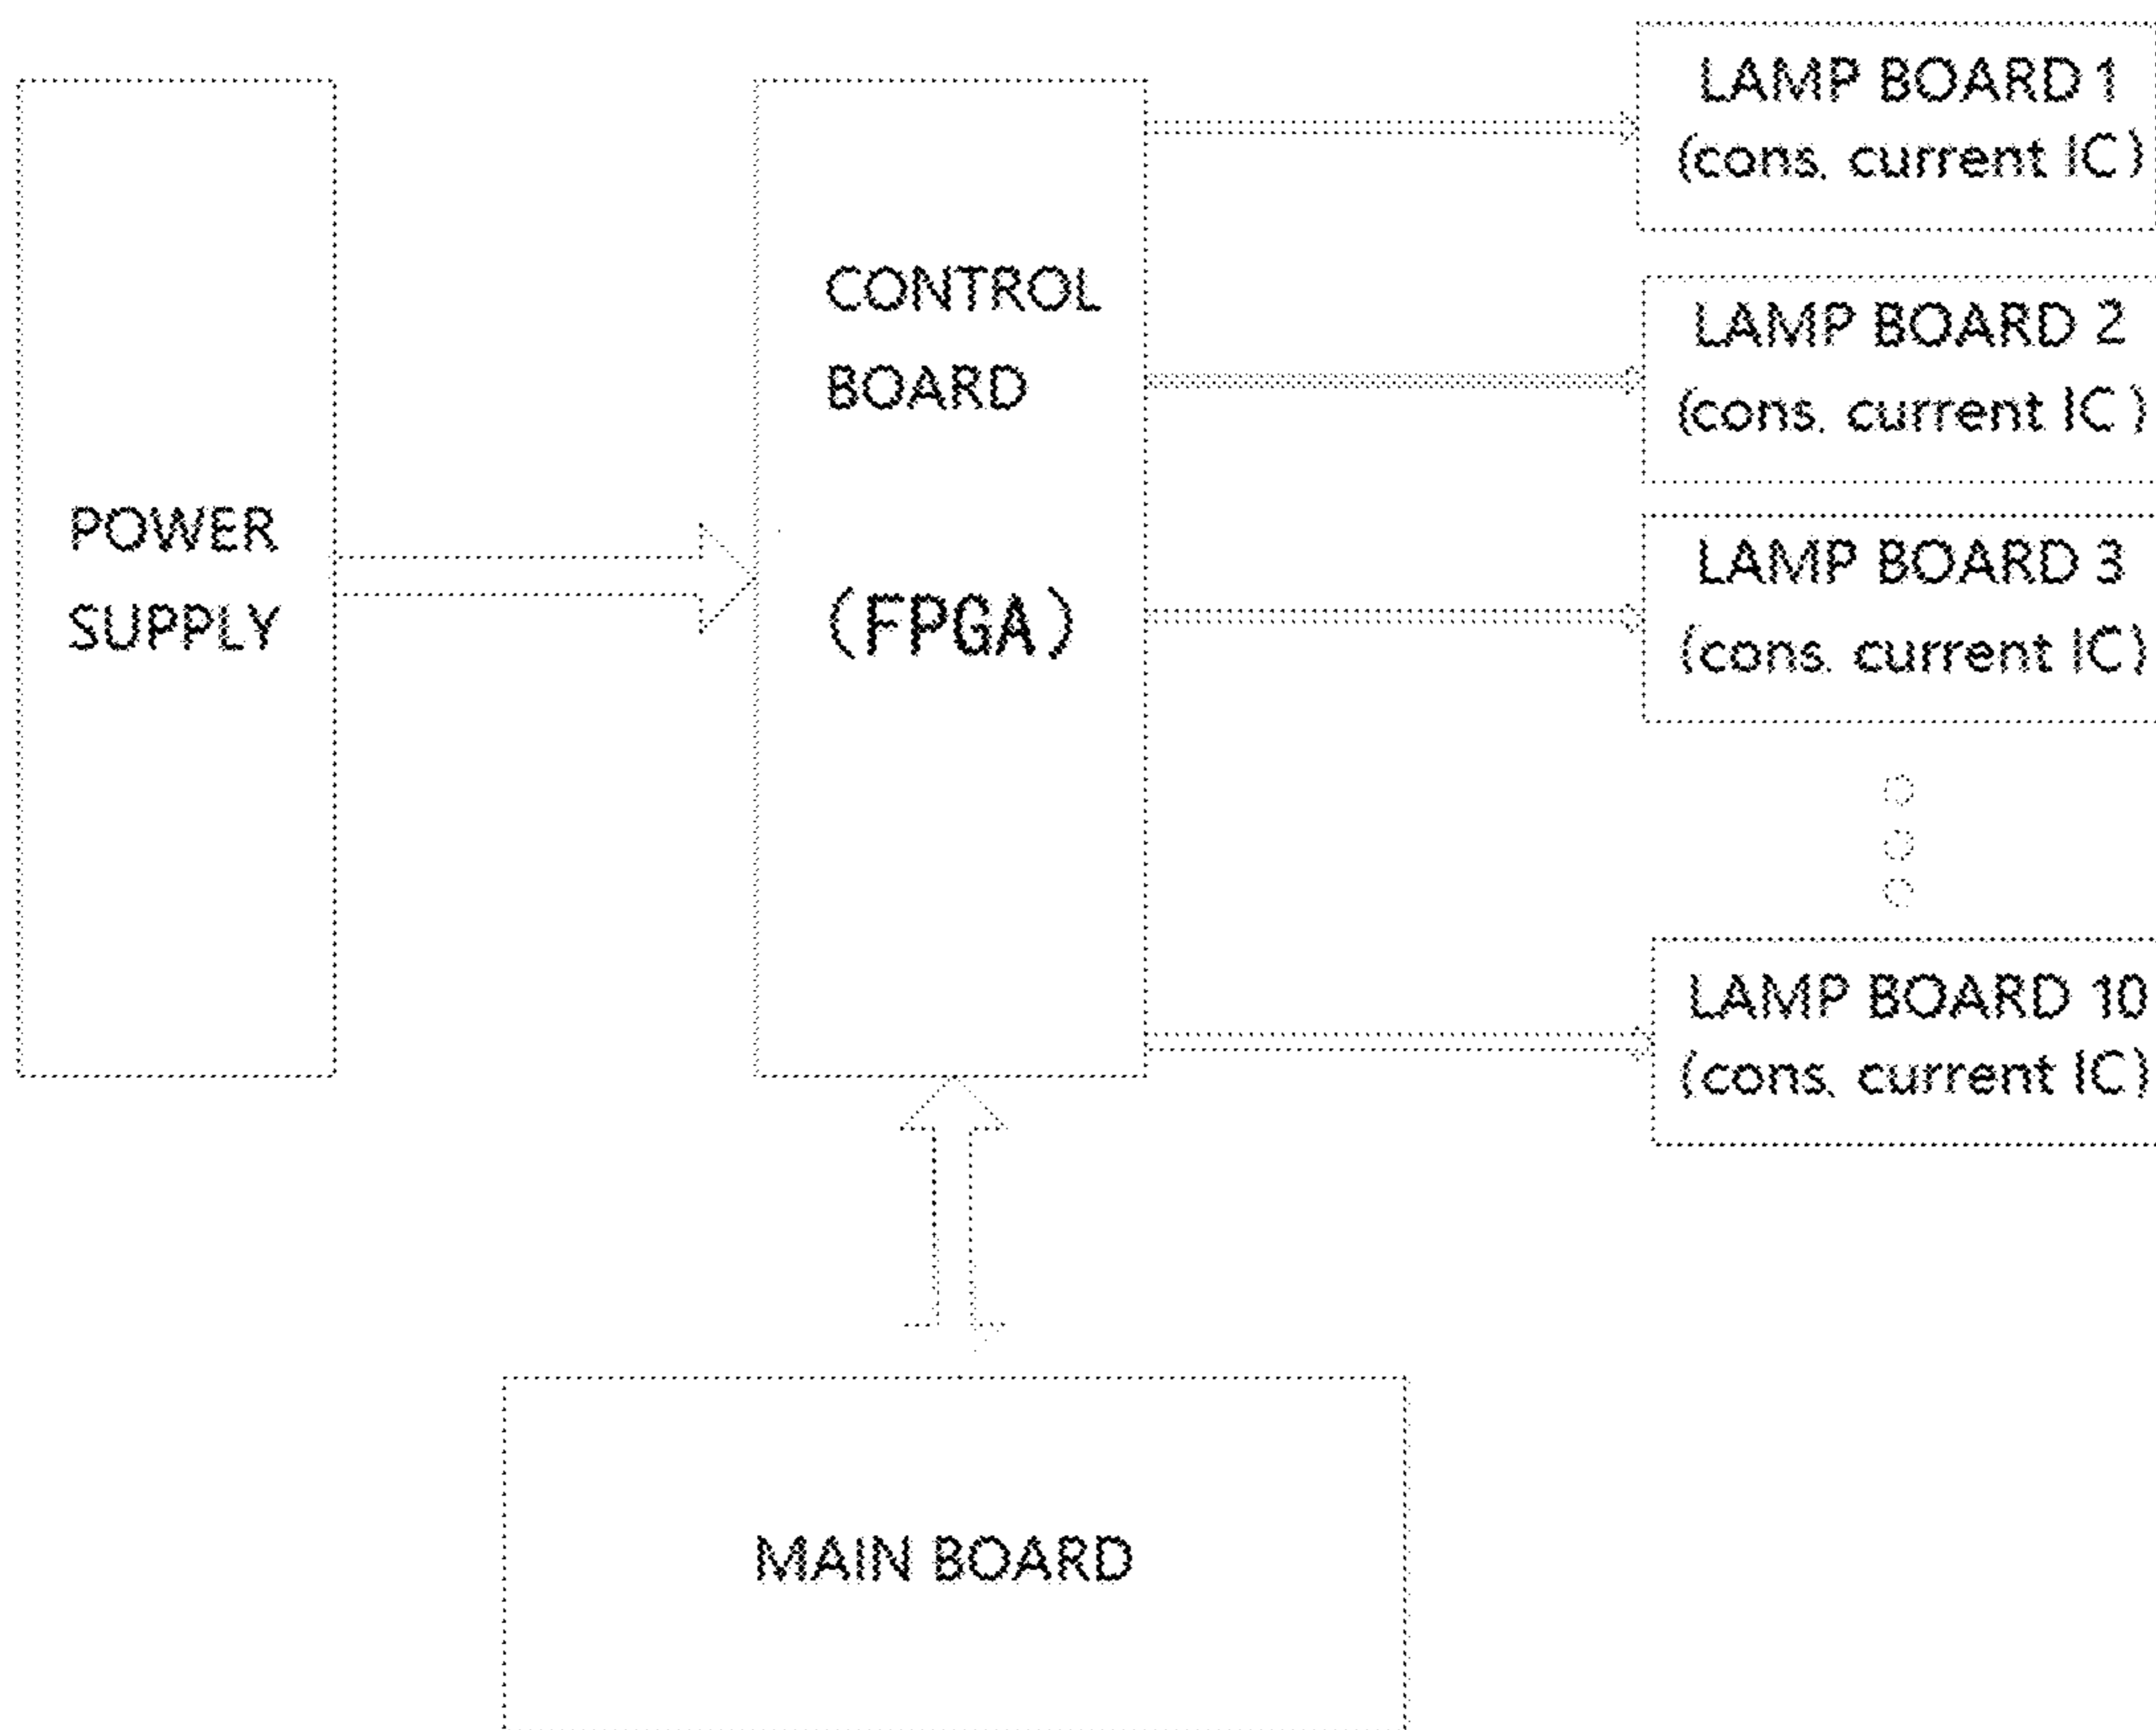 POWER
SUPPLY
CONTROL
BOARD
(FPGA)
LAMP BOARD 1
(cons. current IC)
LAMP BOARD 2
(cons. current IC)
LAMP BOARD 3
(cons. current IC)
LAMP BOARD 10
(cons. current IC)
MAIN BOARD